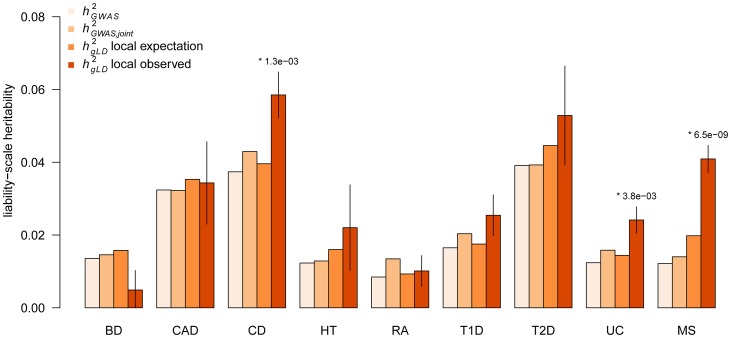 liability−scale heritability
0.08
0.06
0.04
0.02
0.00
h²GWAS
h²GWAS,joint
h²gLD local expectation
h²gLD local observed
* 1.3e−03
* 3.8e−03
* 6.5e−09
BD CAD CD HT RA T1D T2D UC MS